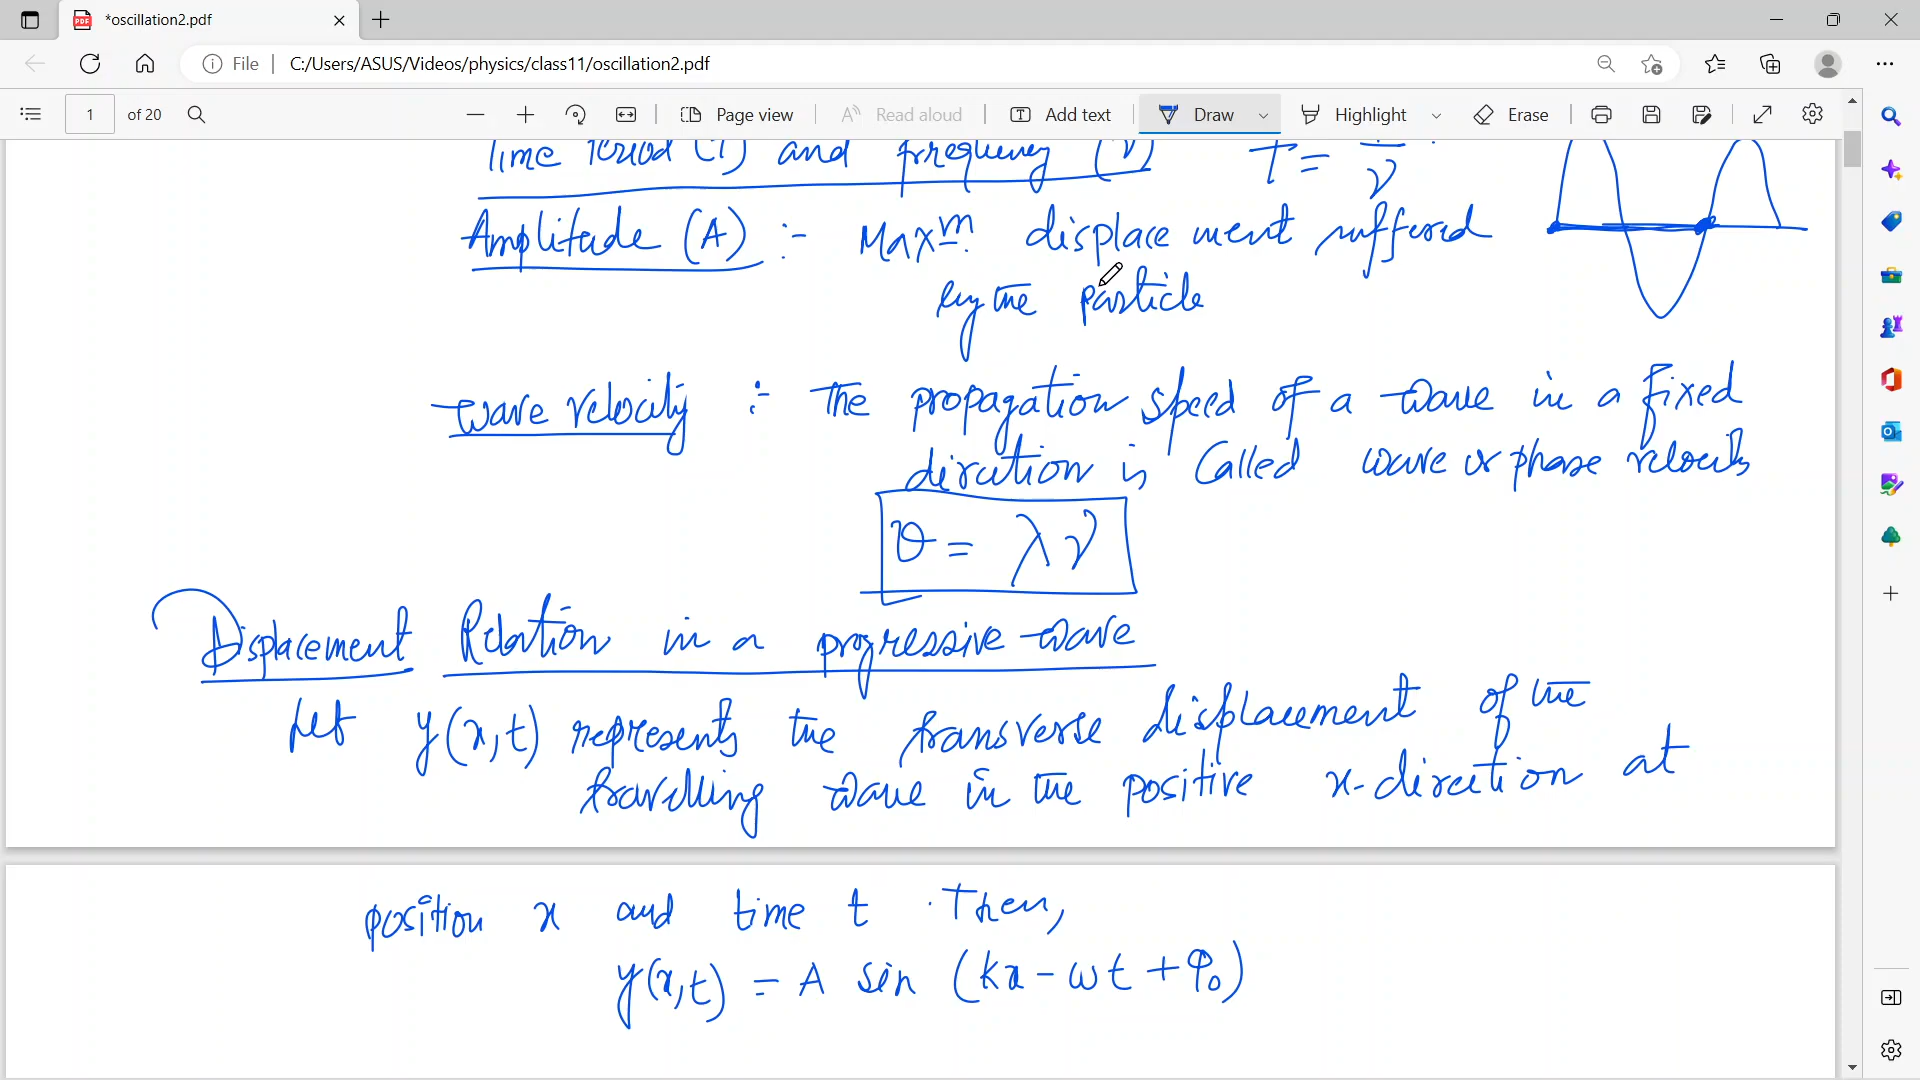 *oscillation2.pdf
File | C:/Users/ASUS/Videos/physics/class11/oscillation2.pdf
1 of 20 Page view Read aloud Add text Draw Highlight Erase
Time Period (T) and frequency (ν) T = 1/ν
Amplitude (A) :- Maxm displacement suffered
by the particle
wave velocity :- The propagation speed of a wave in a fixed
direction is called wave or phase velocity
v = λν
Displacement Relation in a progressive wave
Let y(x,t) represents the transverse displacement of the
travelling wave in the positive x-direction at
position x and time t. Then,
y(x,t) = A sin (kx - ωt + φ₀)